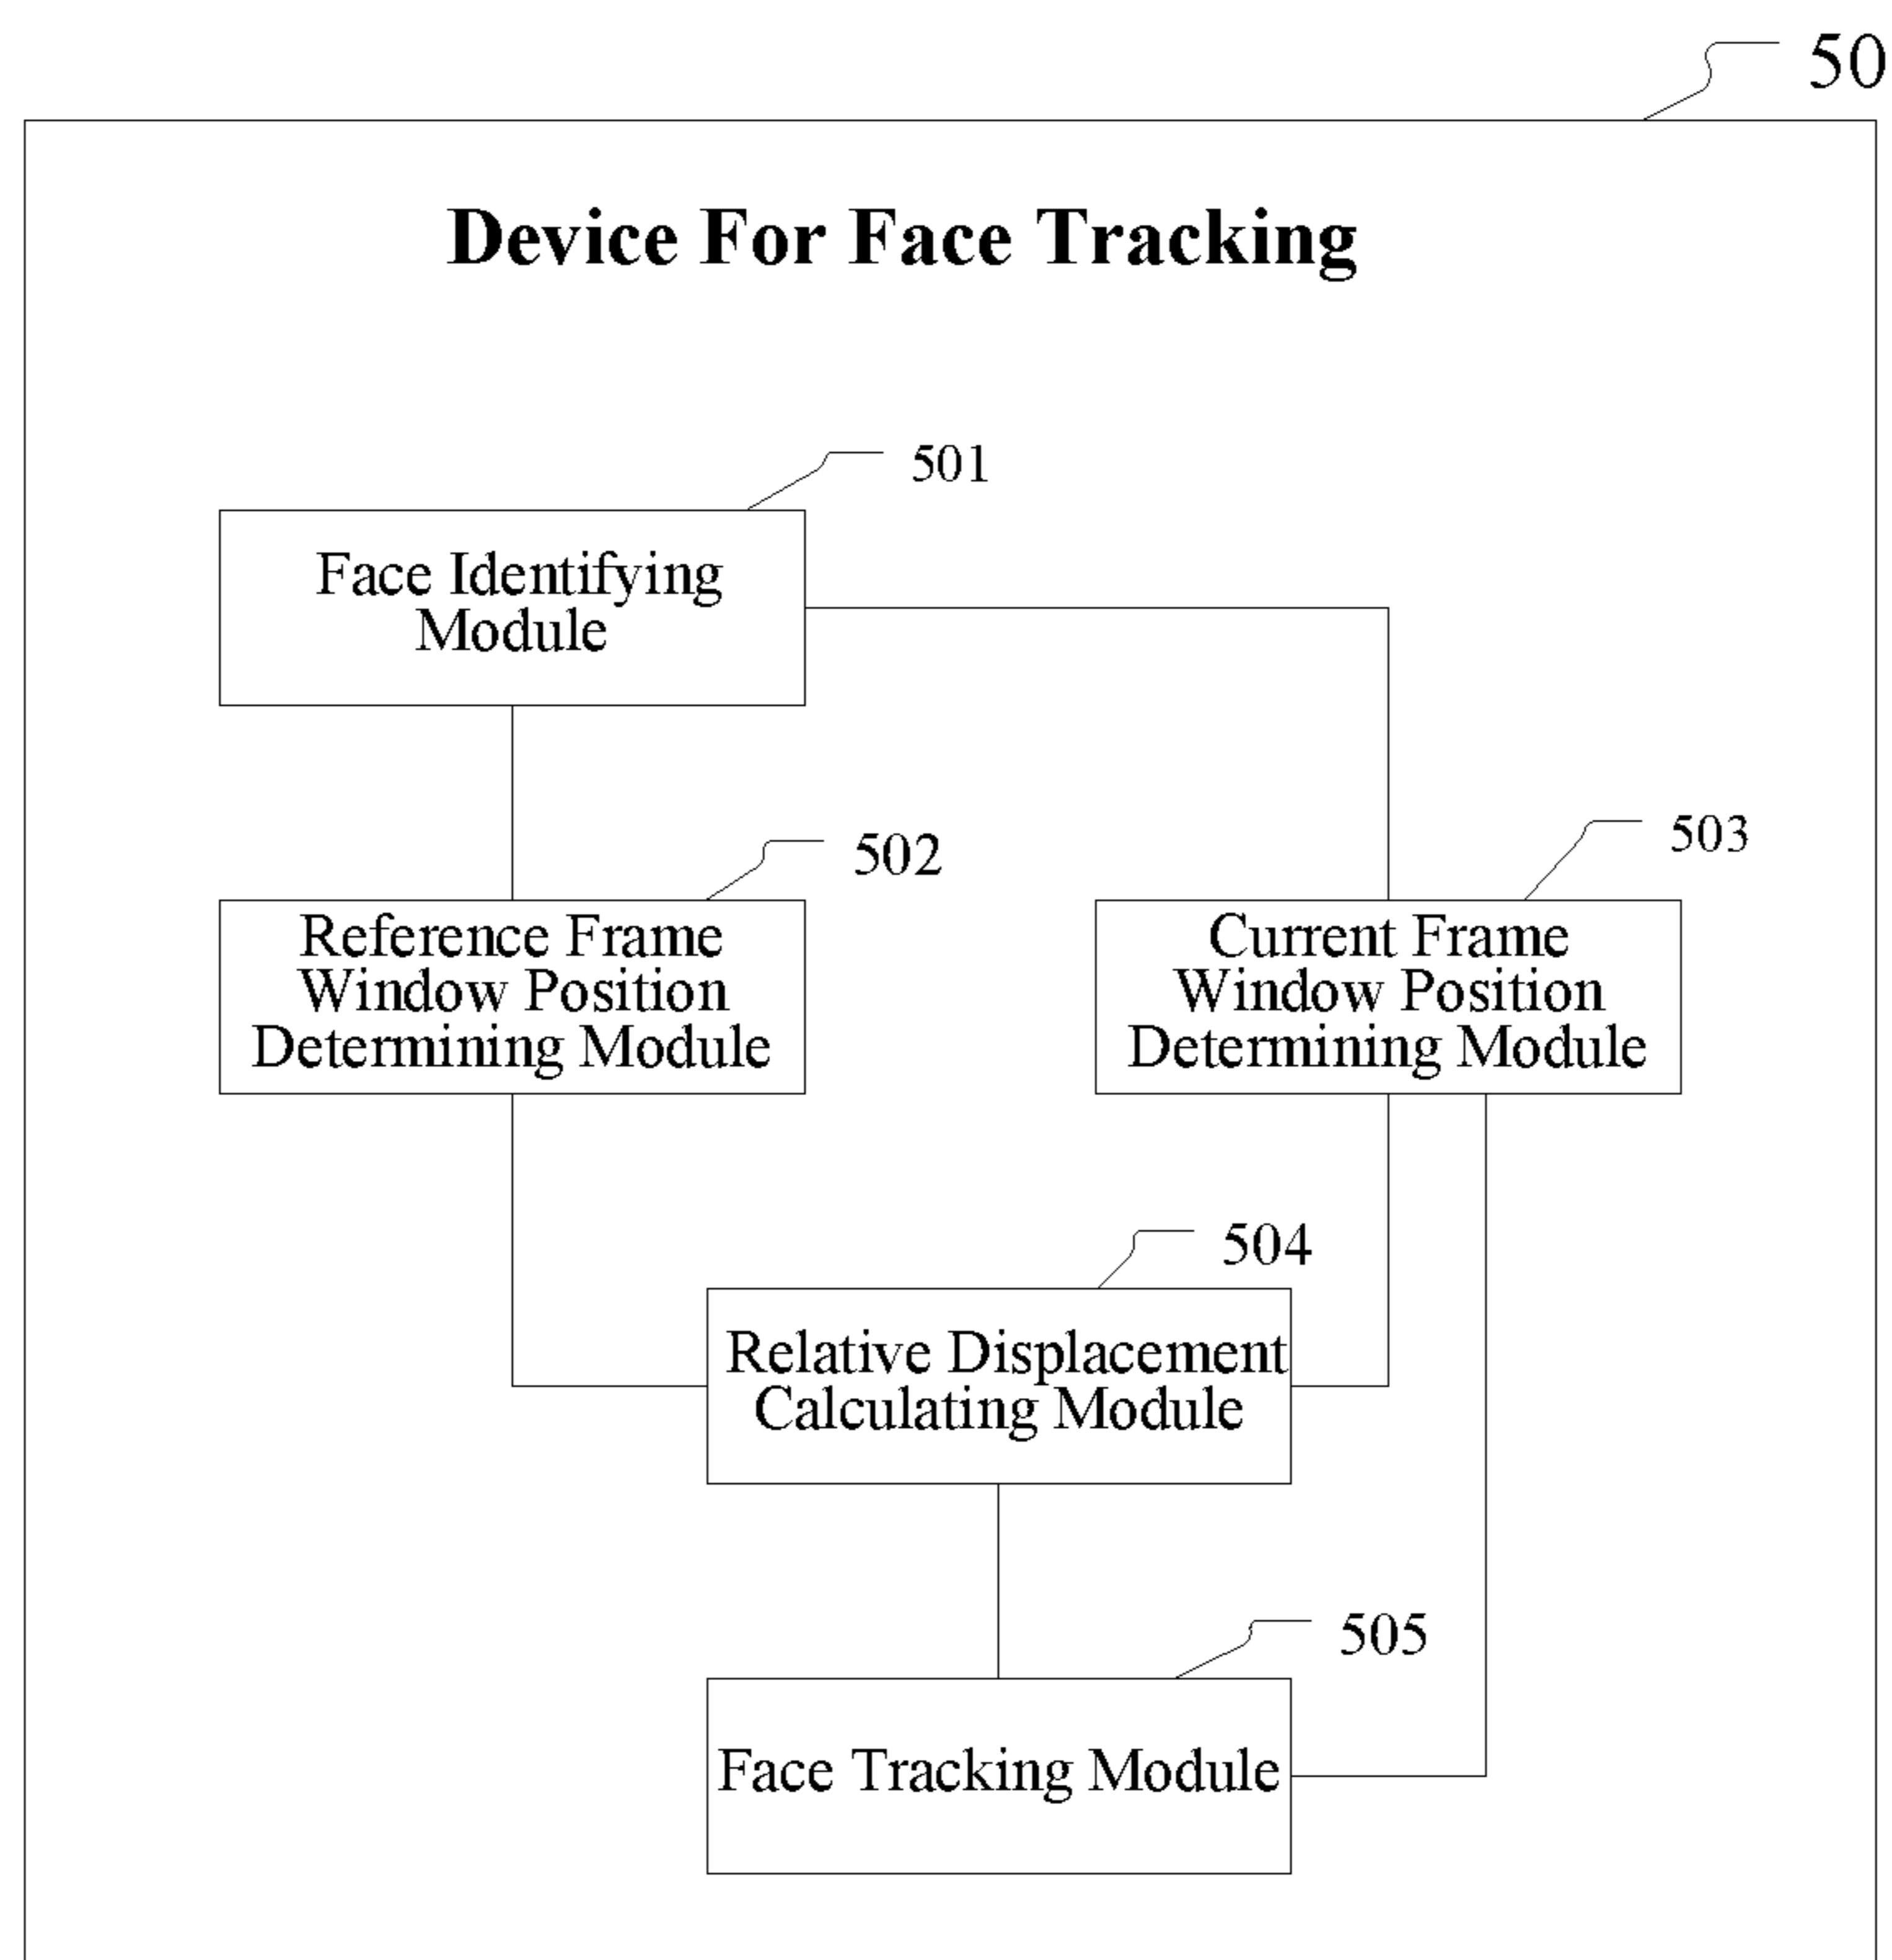 50
Device For Face Tracking
501
Face Identifying
Module
502
503
Reference Frame
Window Position
Determining Module
Current Frame
Window Position
Determining Module
504
Relative Displacement
Calculating Module
505
Face Tracking Module